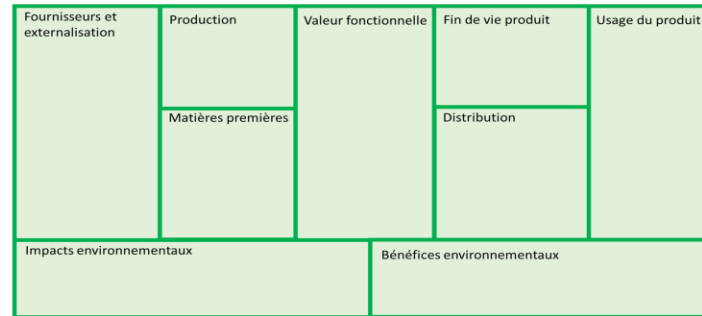 Fournisseurs et
externalisation
Production
Matières premières
Valeur fonctionnelle
Fin de vie produit
Distribution
Usage du produit
Impacts environnementaux
Bénéfices environnementaux